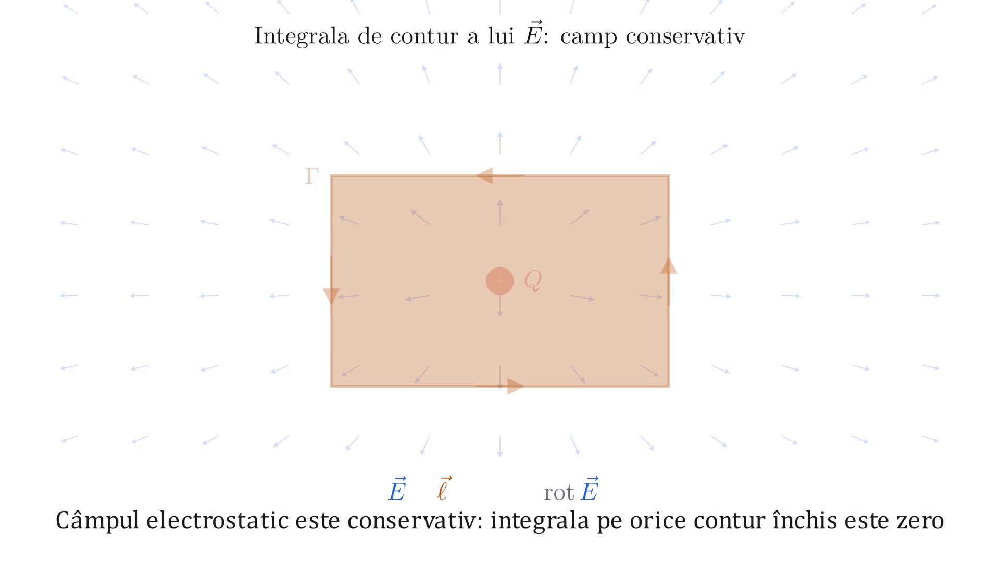 Integrala de contur a lui $\vec{E}$: camp conservativ
Γ
+ Q
$\vec{E}$ $\vec{\ell}$ rot $\vec{E}$
Câmpul electrostatic este conservativ: integrala pe orice contur închis este zero